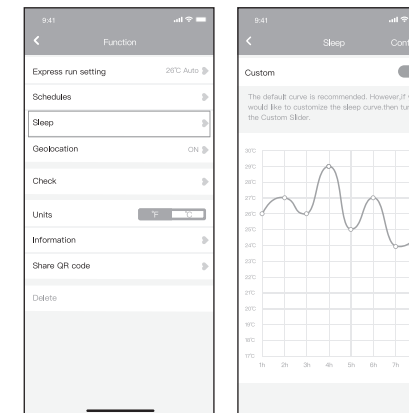 9:41
Function
Express run setting 26°C Auto
Schedules
Sleep
Geolocation ON
Check
Units °F °C
Information
Share QR code
Delete
9:41
Sleep Con
Custom
The default curve is recommended. However,if
would like to customize the sleep curve.then tur
the Custom Slider.
30°C
29°C
28°C
27°C
26°C
25°C
24°C
23°C
22°C
21°C
20°C
19°C
18°C
17°C
1h 2h 3h 4h 5h 6h 7h